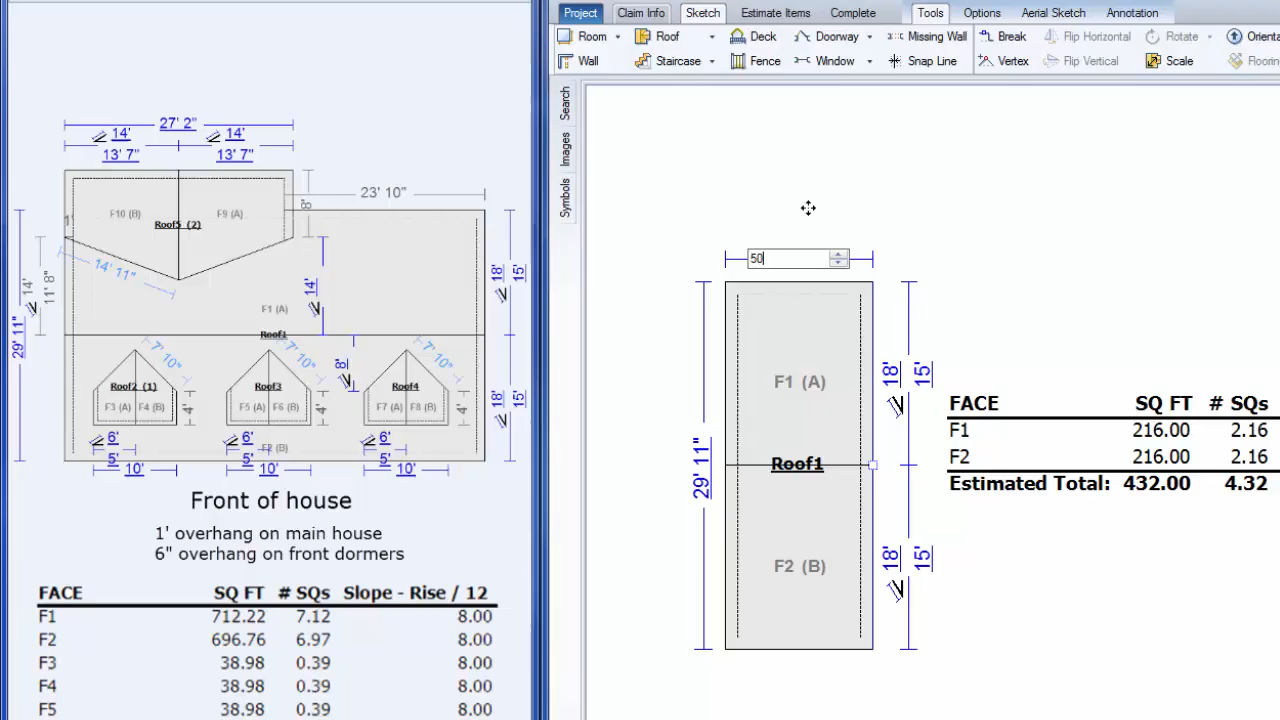 Project Claim Info Sketch Estimate Items Complete Tools Options Aerial Sketch Annotation
Room Roof Deck Doorway Missing Wall Break Flip Horizontal Rotate
Wall Staircase Fence Window Snap Line Vertex Flip Vertical Scale
Search
Images
Symbols
27' 2"
14' 14'
13' 7" 13' 7"
23' 10"
8'
F10 (B) F9 (A)
Roof5 (2)
1'
14' 11"
14'
11' 8"
14'
18' 15'
F1 (A)
Roof1
29' 11"
7' 10" 7' 10" 7' 10"
8'
Roof2 (1) Roof3 Roof4
F3 (A) F4 (B) F5 (A) F6 (B) F7 (A) F8 (B)
4' 4' 4'
18' 15'
6' 6' 6'
F2 (B)
5' 5' 5'
10' 10' 10'
Front of house
1' overhang on main house
6" overhang on front dormers
FACE SQ FT # SQs Slope - Rise / 12
F1 712.22 7.12 8.00
F2 696.76 6.97 8.00
F3 38.98 0.39 8.00
F4 38.98 0.39 8.00
F5 38.98 0.39 8.00
50
F1 (A)
18' 15'
29' 11"
Roof1
F2 (B)
18' 15'
FACE SQ FT # SQs
F1 216.00 2.16
F2 216.00 2.16
Estimated Total: 432.00 4.32